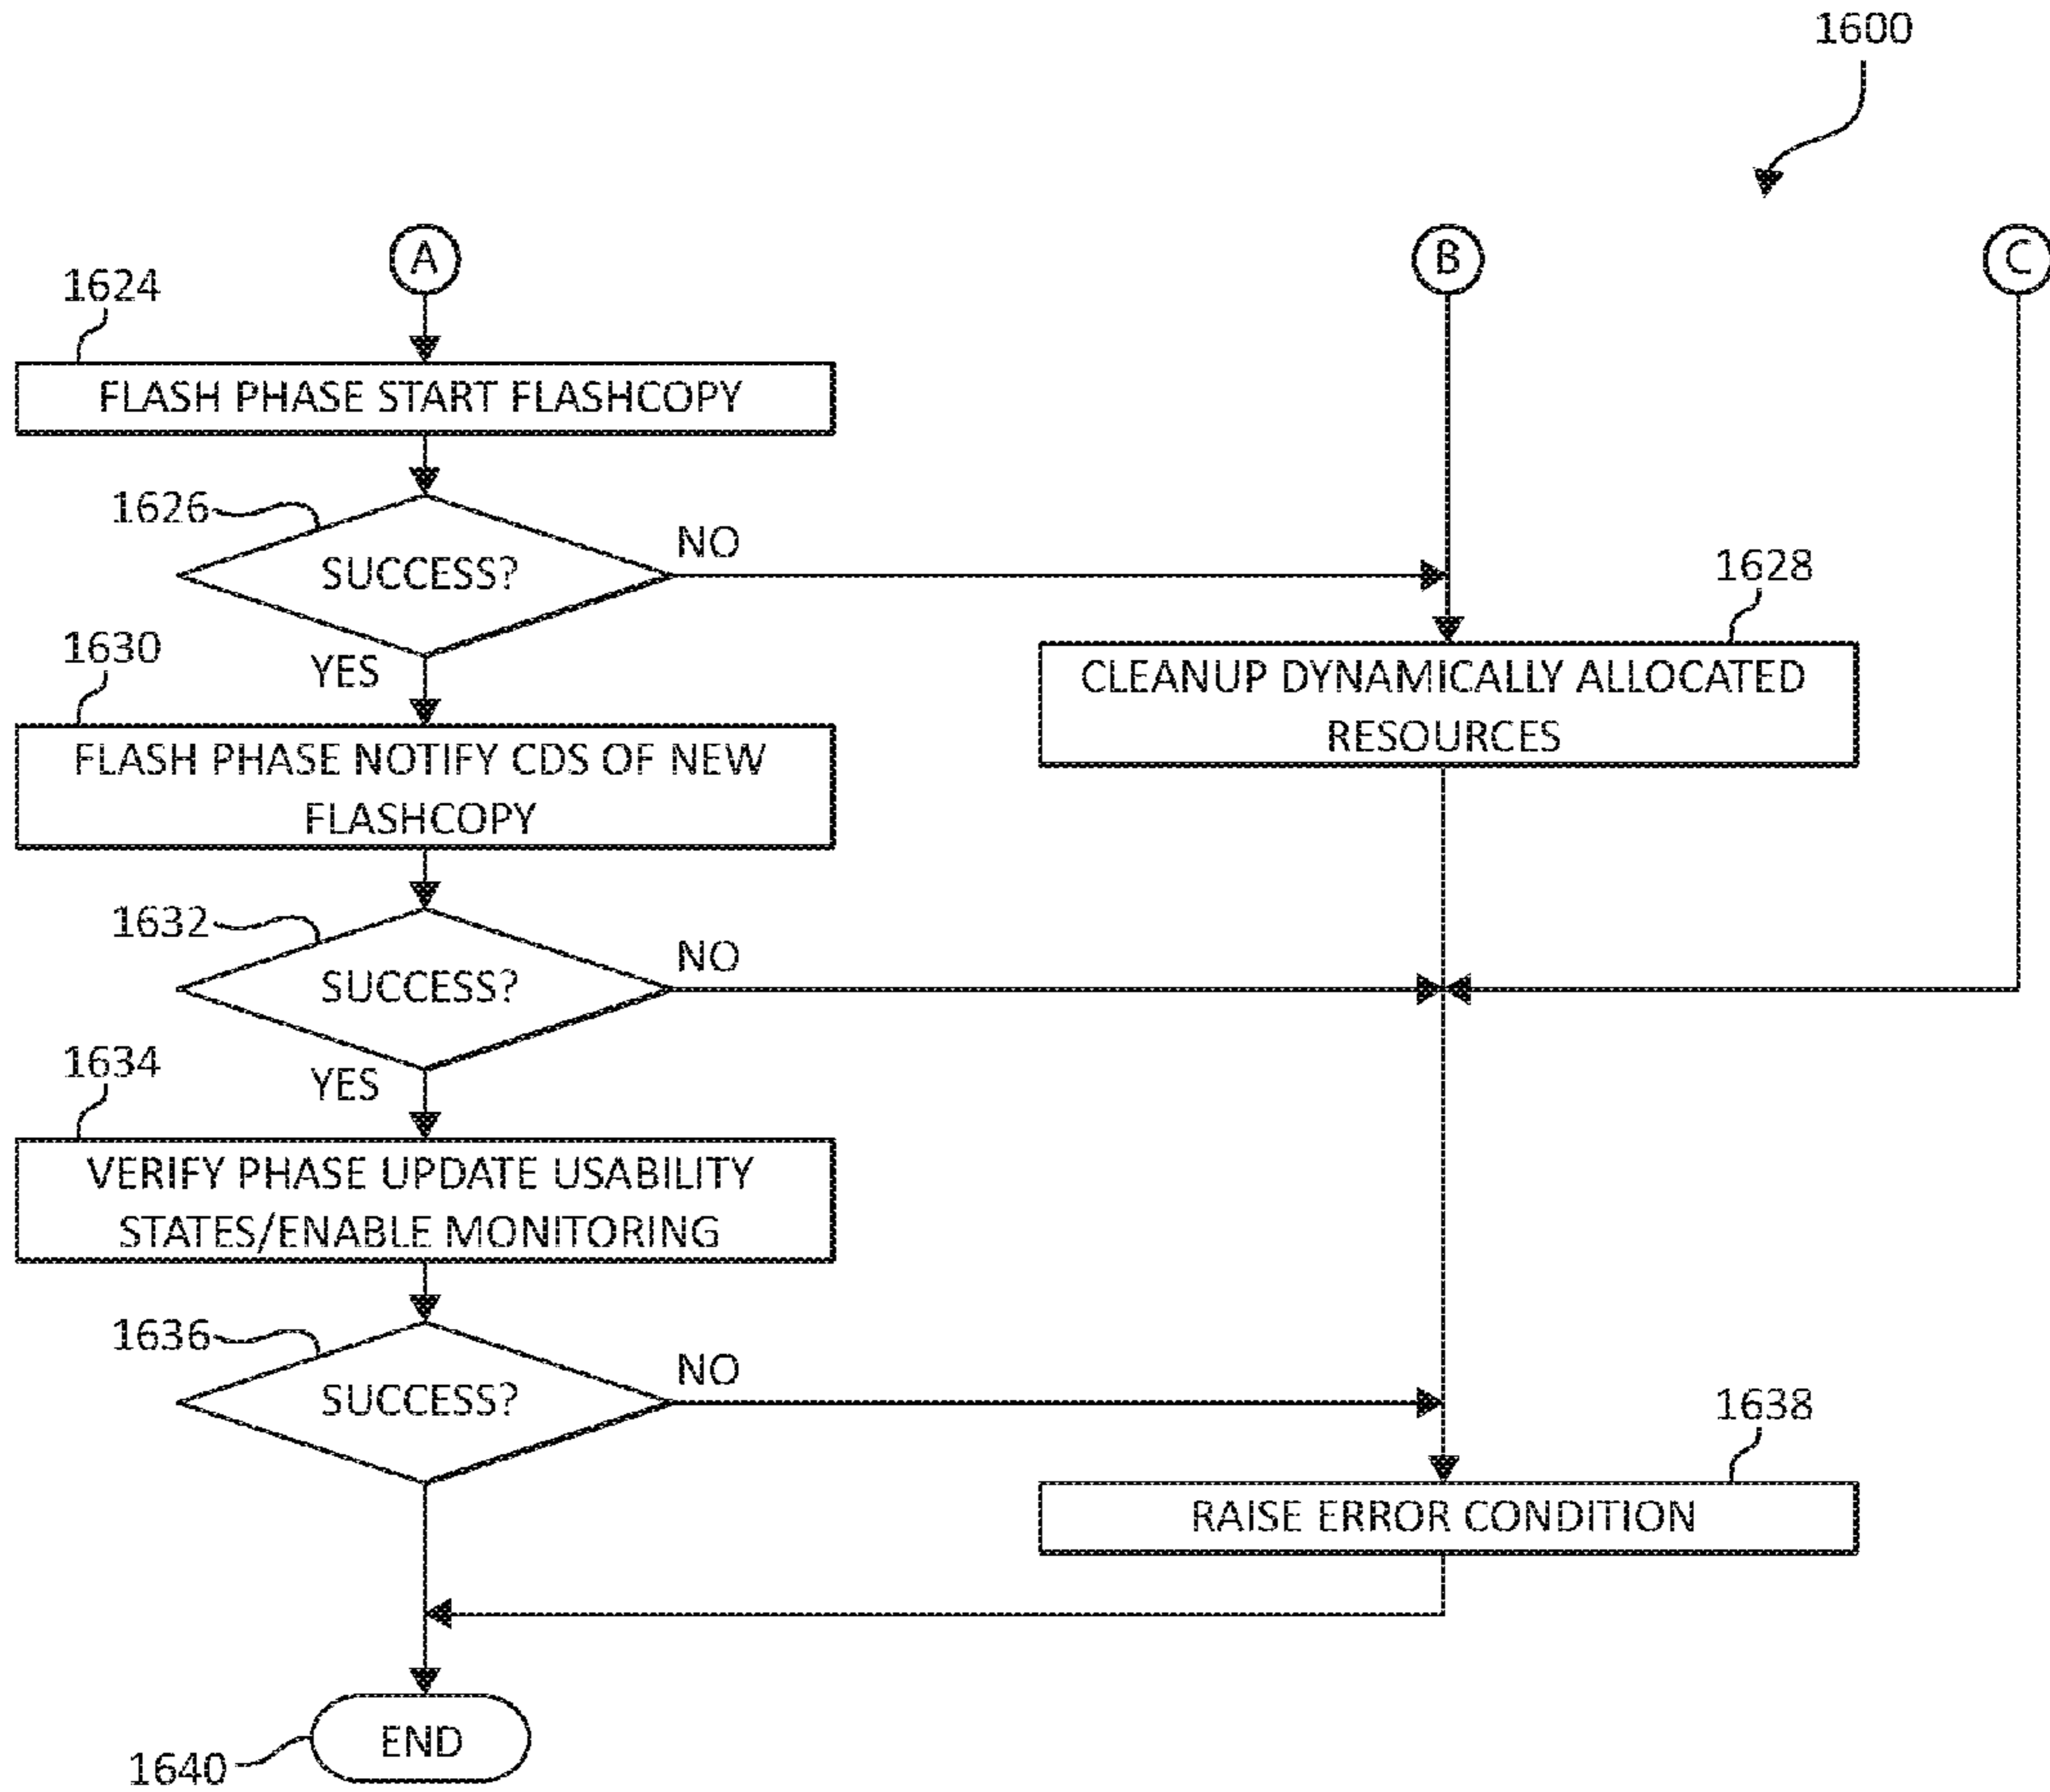 1600
A
B
C
1624
FLASH PHASE START FLASHCOPY
1626
SUCCESS?
NO
YES
1628
CLEANUP DYNAMICALLY ALLOCATED
RESOURCES
1630
FLASH PHASE NOTIFY CDS OF NEW
FLASHCOPY
1632
SUCCESS?
NO
YES
1634
VERIFY PHASE UPDATE USABILITY
STATES/ENABLE MONITORING
1636
SUCCESS?
NO
1638
RAISE ERROR CONDITION
END
1640